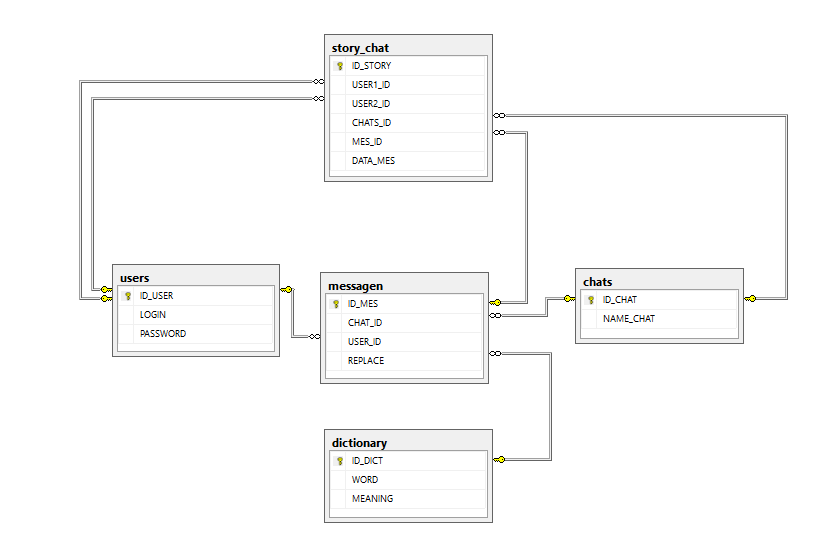 story_chat
ID_STORY
USER1_ID
USER2_ID
CHATS_ID
MES_ID
DATA_MES
users
ID_USER
LOGIN
PASSWORD
messagen
ID_MES
CHAT_ID
USER_ID
REPLACE
chats
ID_CHAT
NAME_CHAT
dictionary
ID_DICT
WORD
MEANING